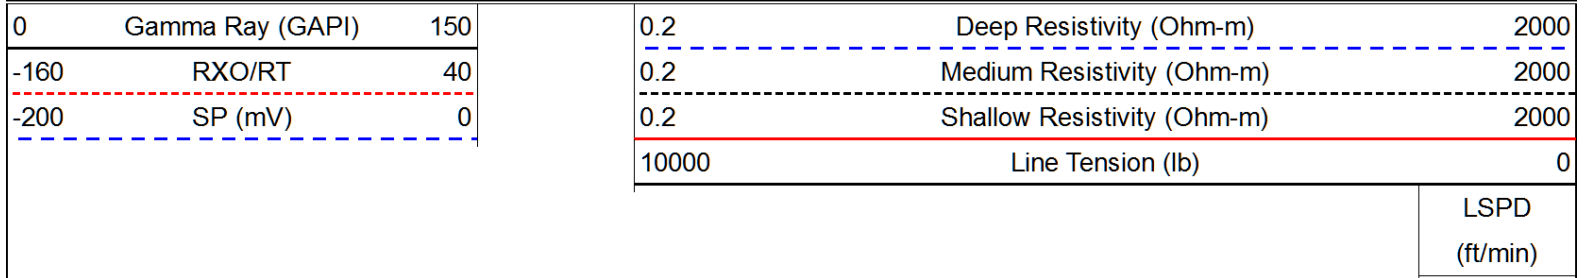 0 Gamma Ray (GAPI) 150
-160 RXO/RT 40
-200 SP (mV) 0
0.2 Deep Resistivity (Ohm-m) 2000
0.2 Medium Resistivity (Ohm-m) 2000
0.2 Shallow Resistivity (Ohm-m) 2000
10000 Line Tension (lb) 0
LSPD
(ft/min)